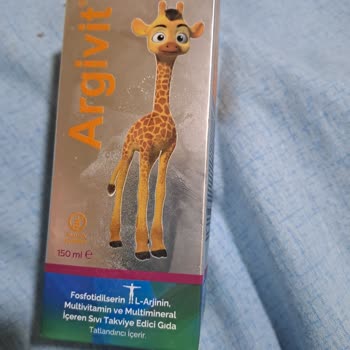 Argivit
150 ml e
Fosfotidilserin L-Arjinin,
Multivitamin ve Multimineral
İçeren Sıvı Takviye Edici Gıda
Tatlandırıcı İçerir.